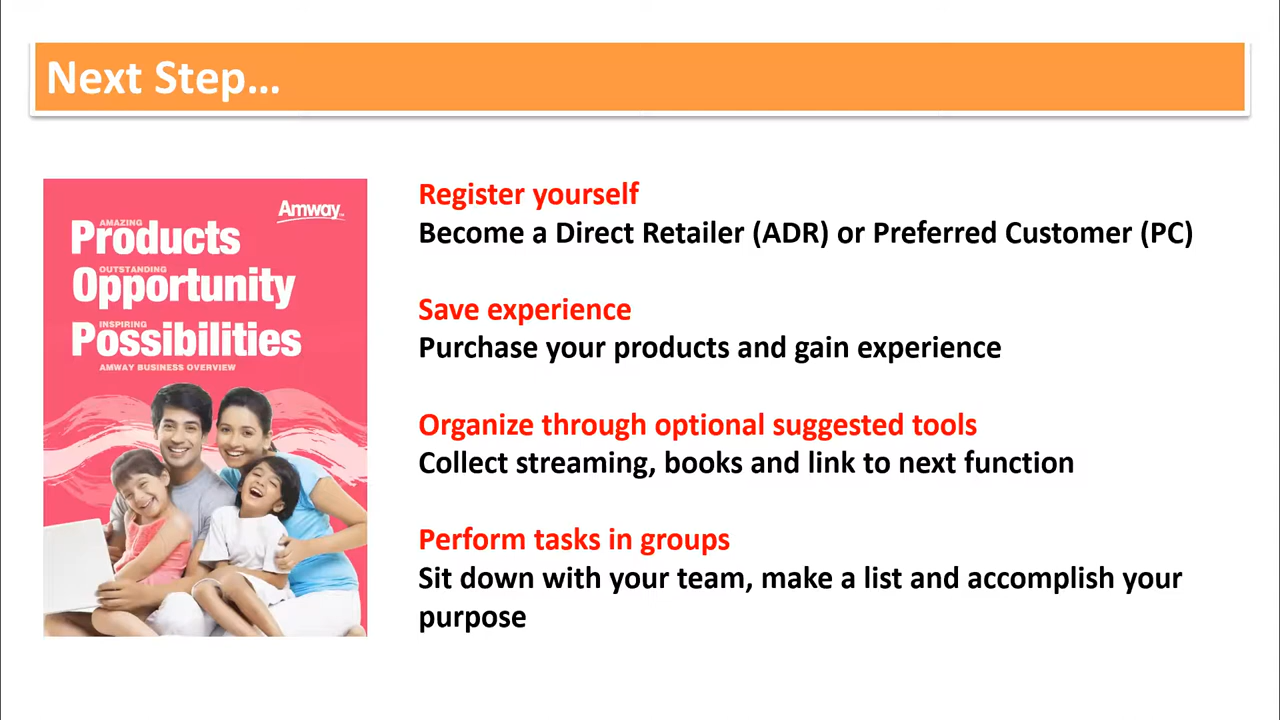 Next Step...
Amway
AMAZING
Products
OUTSTANDING
Opportunity
INSPIRING
Possibilities
AMWAY BUSINESS OVERVIEW
Register yourself
Become a Direct Retailer (ADR) or Preferred Customer (PC)
Save experience
Purchase your products and gain experience
Organize through optional suggested tools
Collect streaming, books and link to next function
Perform tasks in groups
Sit down with your team, make a list and accomplish your
purpose